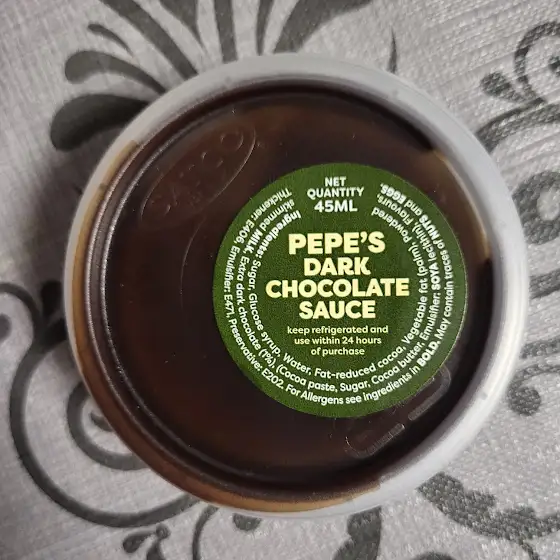 SATCO
NET
QUANTITY
45ML
PEPE'S
DARK
CHOCOLATE
SAUCE
keep refrigerated and
use within 24 hours
of purchase
Ingredients: Sugar, Glucose syrup, Water, Fat-reduced cocoa, Vegetable fat (palm), Powdered
skimmed MILK, Extra dark chocolate (1%), (Cocoa paste, Sugar, Cocoa butter, Emulsifier: SOYA lecithin), Flavours,
Thickener: E406, Emulsifier: E471, Preservative: E202. For Allergens see ingredients in BOLD. May contain traces of NUTS and EGGS.